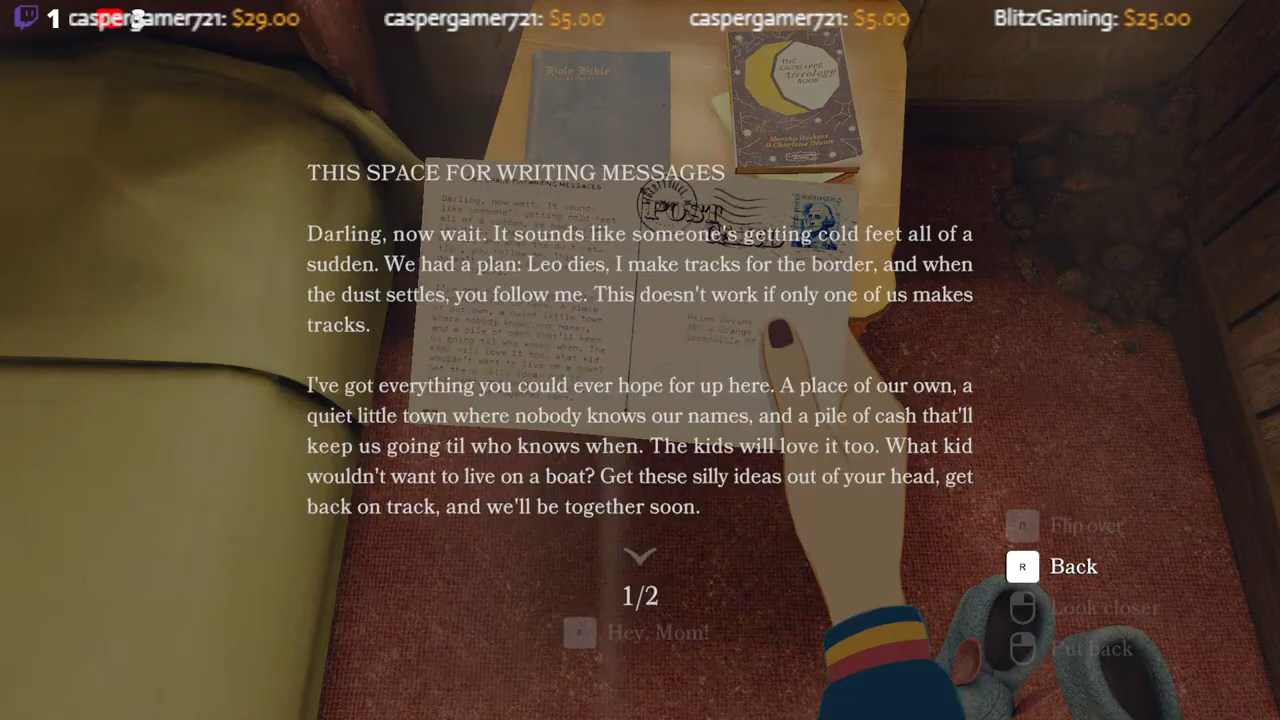 1 caspergamer721: $29.00 caspergamer721: $5.00 caspergamer721: $5.00 BlitzGaming: $25.00
3
Holy Bible
THE
LAGNIAPPE
Astrology
BOOK
THIS SPACE FOR WRITING MESSAGES
POST
Darling, now wait. It sounds like someone's getting cold feet all of a
sudden. We had a plan: Leo dies, I make tracks for the border, and when
the dust settles, you follow me. This doesn't work if only one of us makes
tracks.
I've got everything you could ever hope for up here. A place of our own, a
quiet little town where nobody knows our names, and a pile of cash that'll
keep us going til who knows when. The kids will love it too. What kid
wouldn't want to live on a boat? Get these silly ideas out of your head, get
back on track, and we'll be together soon.
1/2
Flip over
R Back
Look closer
Put back
Hey, Mom!